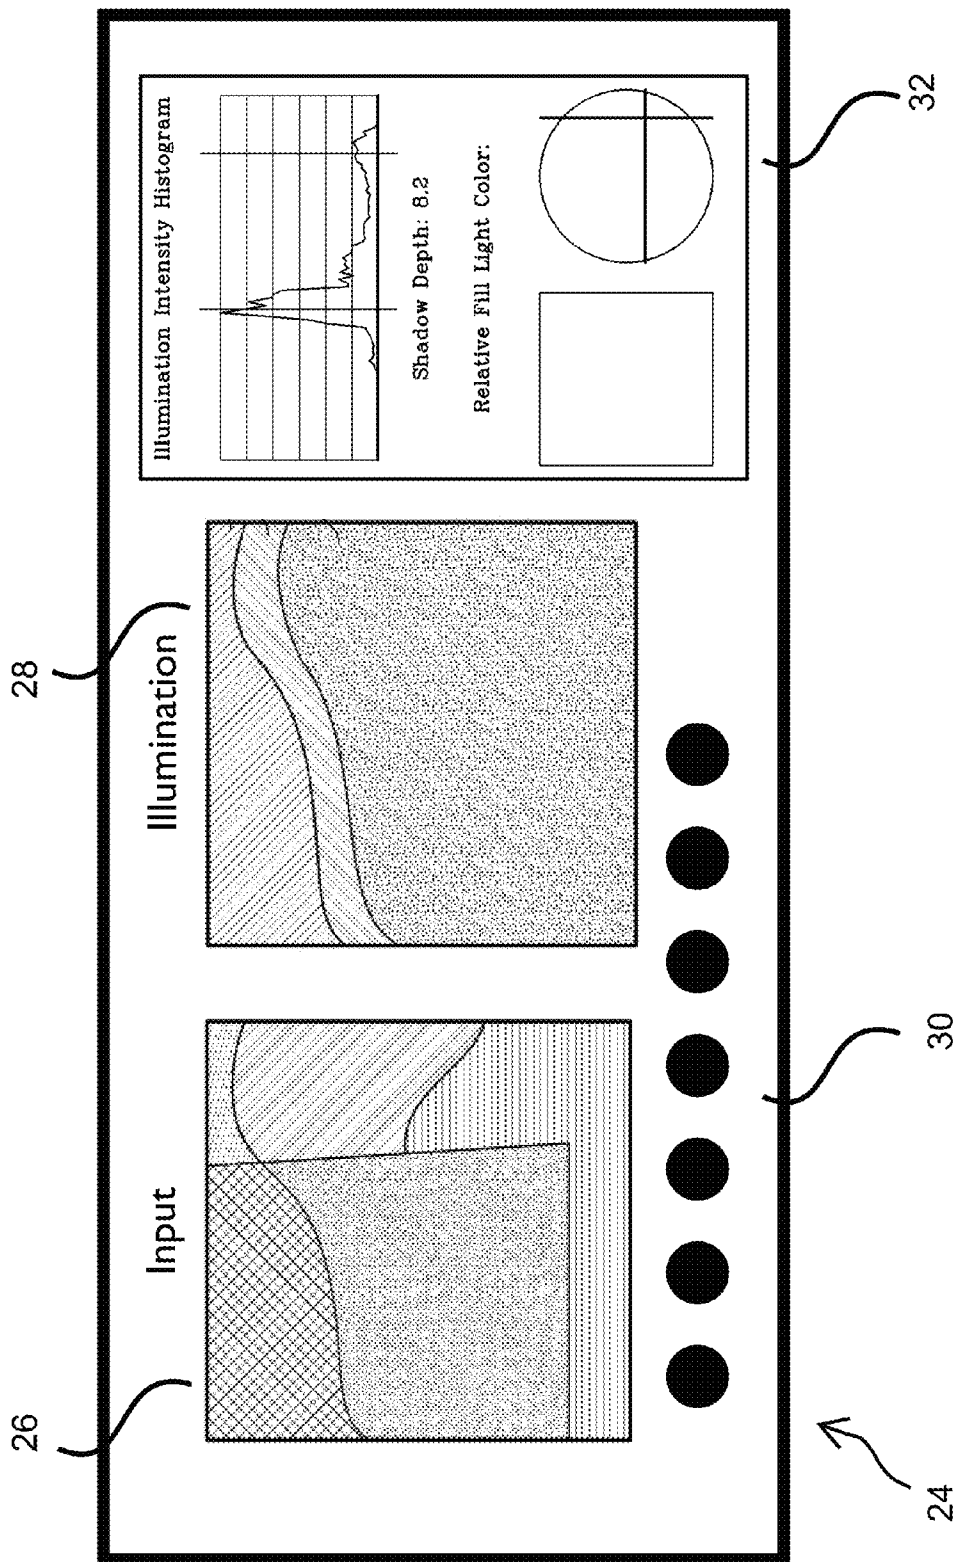 26
28
Input
Illumination
Illumination Intensity Histogram
Shadow Depth: 8.2
Relative Fill Light Color:
24
30
32